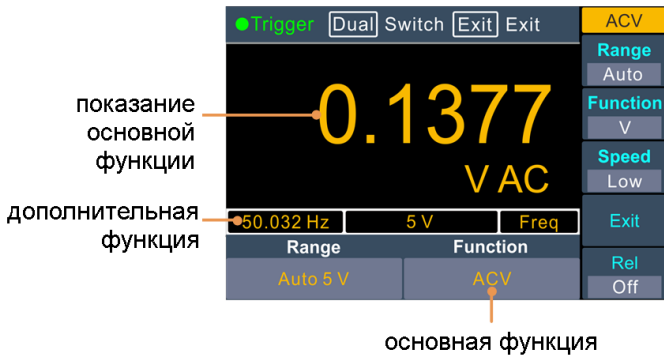 Trigger Dual Switch Exit Exit
ACV
Range
Auto
Function
V
Speed
Low
Exit
Rel
Off
показание
основной
функции
0.1377
V AC
дополнительная
функция
50.032 Hz 5 V Freq
Range Function
Auto 5 V ACV
основная функция